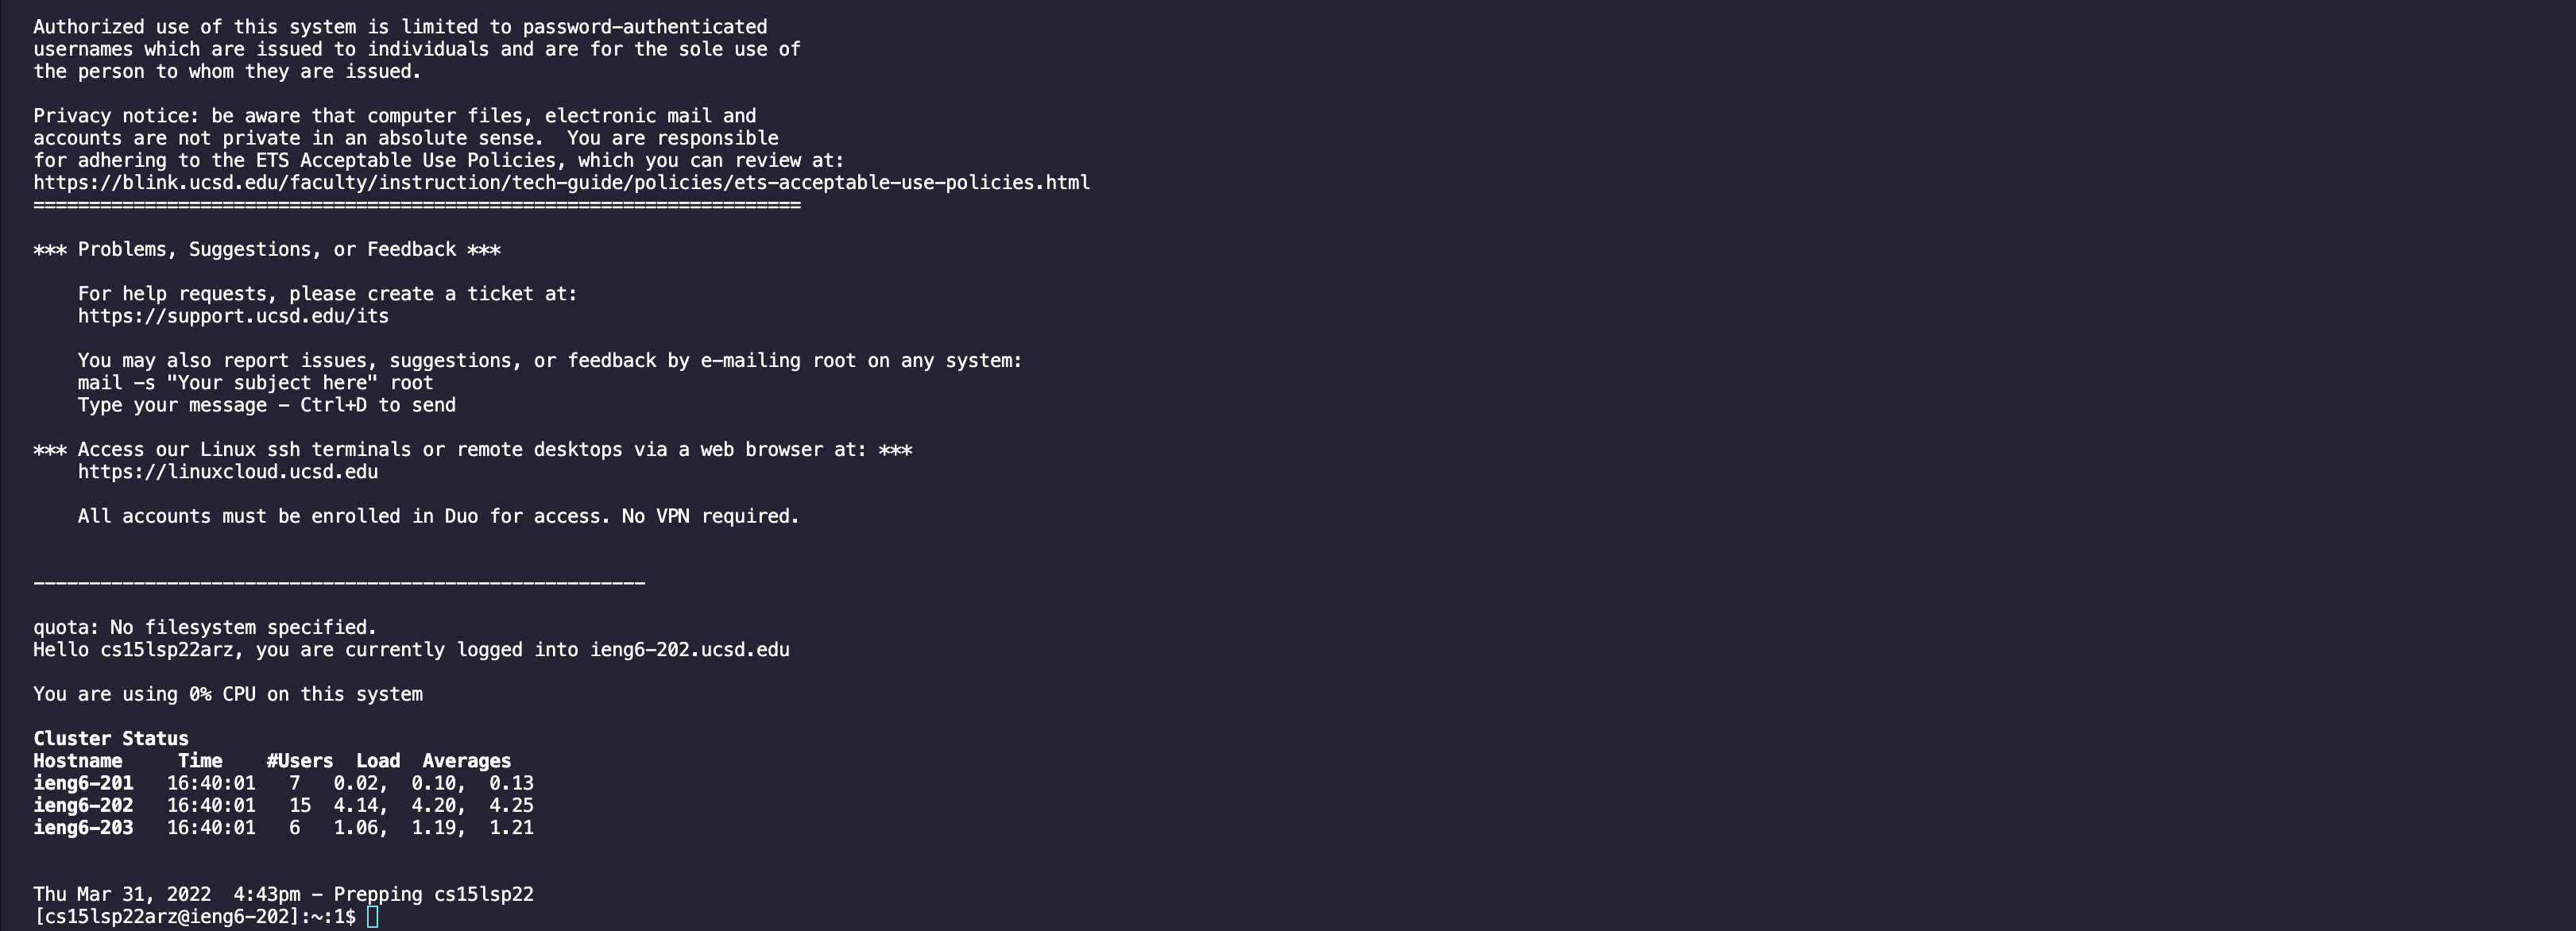 Authorized use of this system is limited to password-authenticated
usernames which are issued to individuals and are for the sole use of
the person to whom they are issued.
Privacy notice: be aware that computer files, electronic mail and
accounts are not private in an absolute sense.  You are responsible
for adhering to the ETS Acceptable Use Policies, which you can review at:
https://blink.ucsd.edu/faculty/instruction/tech-guide/policies/ets-acceptable-use-policies.html
=====================================================================
*** Problems, Suggestions, or Feedback ***
    For help requests, please create a ticket at:
    https://support.ucsd.edu/its
    You may also report issues, suggestions, or feedback by e-mailing root on any system:
    mail -s "Your subject here" root
    Type your message - Ctrl+D to send
*** Access our Linux ssh terminals or remote desktops via a web browser at: ***
    https://linuxcloud.ucsd.edu
    All accounts must be enrolled in Duo for access. No VPN required.
-------------------------------------------------------
quota: No filesystem specified.
Hello cs15lsp22arz, you are currently logged into ieng6-202.ucsd.edu
You are using 0% CPU on this system
Cluster Status
Hostname     Time    #Users  Load  Averages
ieng6-201   16:40:01   7   0.02,  0.10,  0.13
ieng6-202   16:40:01   15  4.14,  4.20,  4.25
ieng6-203   16:40:01   6   1.06,  1.19,  1.21
Thu Mar 31, 2022  4:43pm - Prepping cs15lsp22
[cs15lsp22arz@ieng6-202]:~:1$